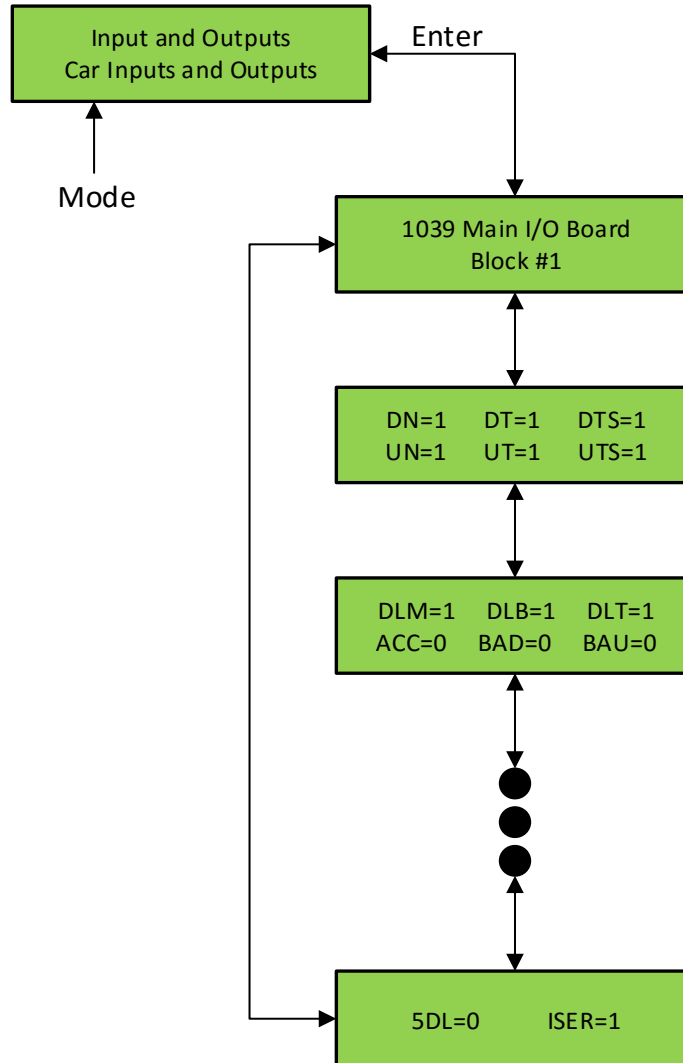 Input and Outputs
Car Inputs and Outputs
Enter
Mode
1039 Main I/O Board
Block #1
DN=1 DT=1 DTS=1
UN=1 UT=1 UTS=1
DLM=1 DLB=1 DLT=1
ACC=0 BAD=0 BAU=0
5DL=0 ISER=1